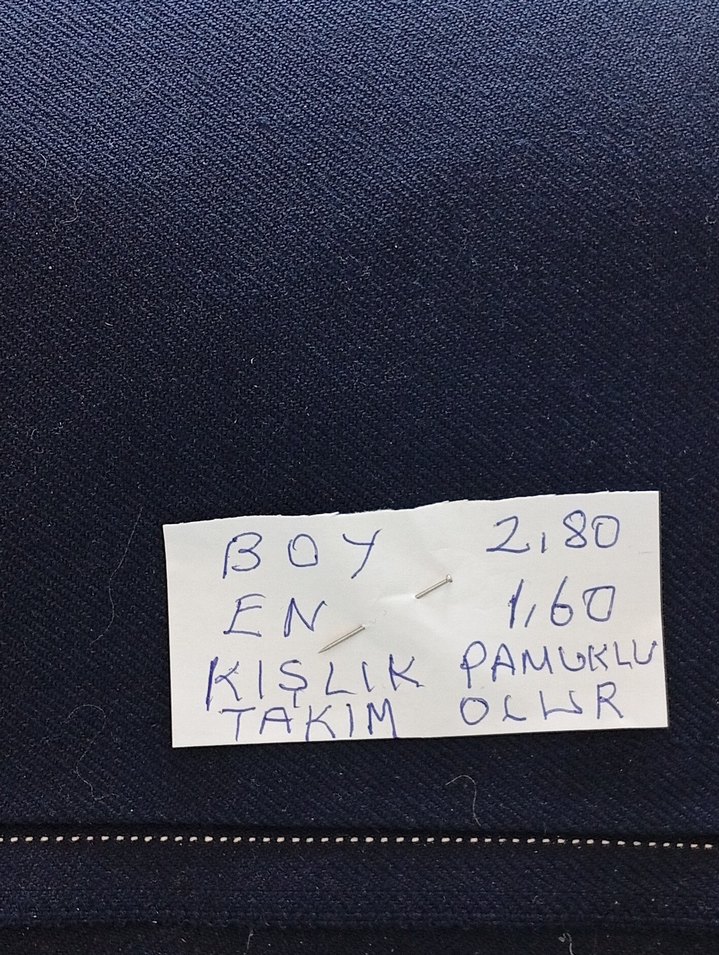 BOY 2,80
EN 1,60
KIŞLIK PAMUKLU
TAKIM OLUR